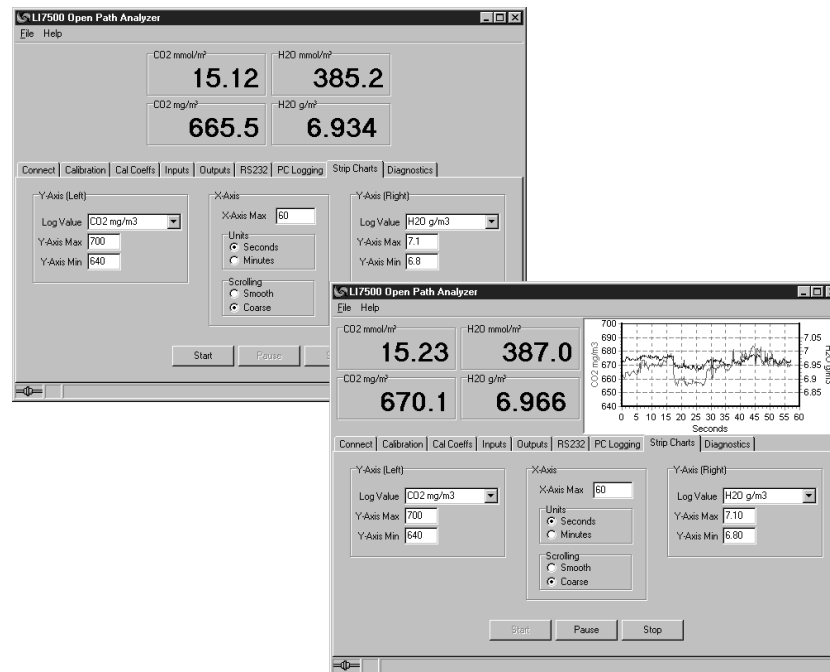 LI7500 Open Path Analyzer
File Help
CO2 mmol/m³ H2O mmol/m³
15.12 385.2
CO2 mg/m³ H2O g/m³
665.5 6.934
Connect Calibration Cal Coeffs Inputs Outputs RS232 PC Logging Strip Charts Diagnostics
Y-Axis (Left) X-Axis Y-Axis (Right)
X-Axis Max 60
Log Value CO2 mg/m3 Log Value H2O g/m3
Units
Y-Axis Max 700 Seconds Y-Axis Max 7.1
Y-Axis Min 640 Minutes Y-Axis Min 6.8
Scrolling
Smooth
Coarse
Start Pause
LI7500 Open Path Analyzer
File Help
CO2 mmol/m³ H2O mmol/m³
15.23 387.0
CO2 mg/m³ H2O g/m³
670.1 6.966
CO2 mg/m3
700
690
680
670
660
650
640
7.05
7
6.95
6.9
6.85
H2O g/m3
0 5 10 15 20 25 30 35 40 45 50 55 60
Seconds
Connect Calibration Cal Coeffs Inputs Outputs RS232 PC Logging Strip Charts Diagnostics
Y-Axis (Left) X-Axis Y-Axis (Right)
X-Axis Max 60
Log Value CO2 mg/m3 Log Value H2O g/m3
Units
Y-Axis Max 700 Seconds Y-Axis Max 7.10
Y-Axis Min 640 Minutes Y-Axis Min 6.80
Scrolling
Smooth
Coarse
Start Pause Stop